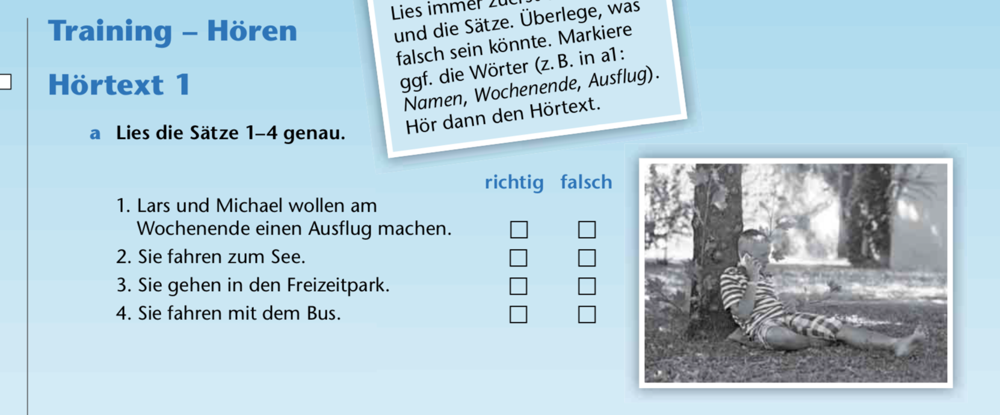 Training – Hören
Hörtext 1
Lies immer
und die Sätze. Überlege, was
falsch sein könnte. Markiere
ggf. die Wörter (z. B. in a1:
Namen, Wochenende, Ausflug).
Hör dann den Hörtext.
a Lies die Sätze 1–4 genau.
richtig falsch
1. Lars und Michael wollen am
Wochenende einen Ausflug machen.
2. Sie fahren zum See.
3. Sie gehen in den Freizeitpark.
4. Sie fahren mit dem Bus.